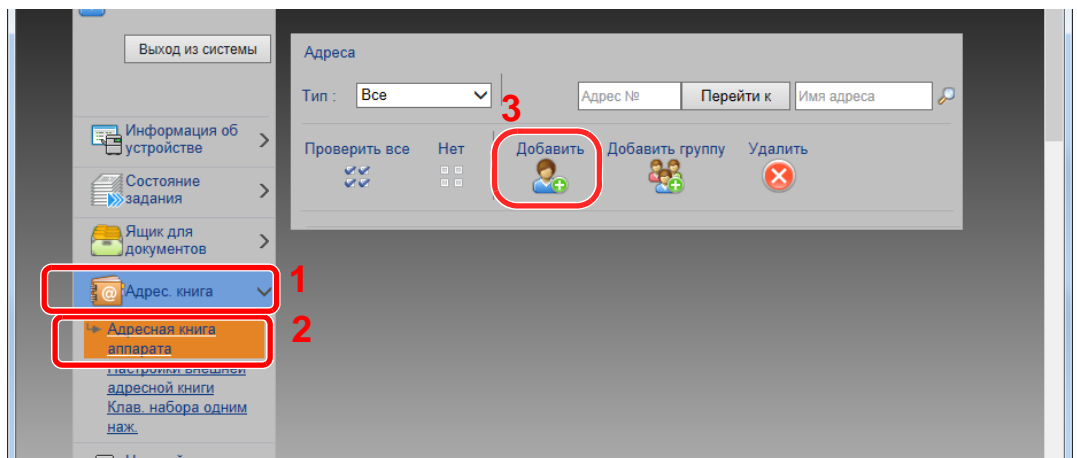 Выход из системы
Информация об
устройстве
Состояние
задания
Ящик для
документов
Адрес. книга
1
Адресная книга
аппарата
2
Настройки внешней
адресной книги
Клав. набора одним
наж.
Адреса
Тип :
Все
Адрес №
Перейти к
Имя адреса
3
Проверить все
Нет
Добавить
Добавить группу
Удалить